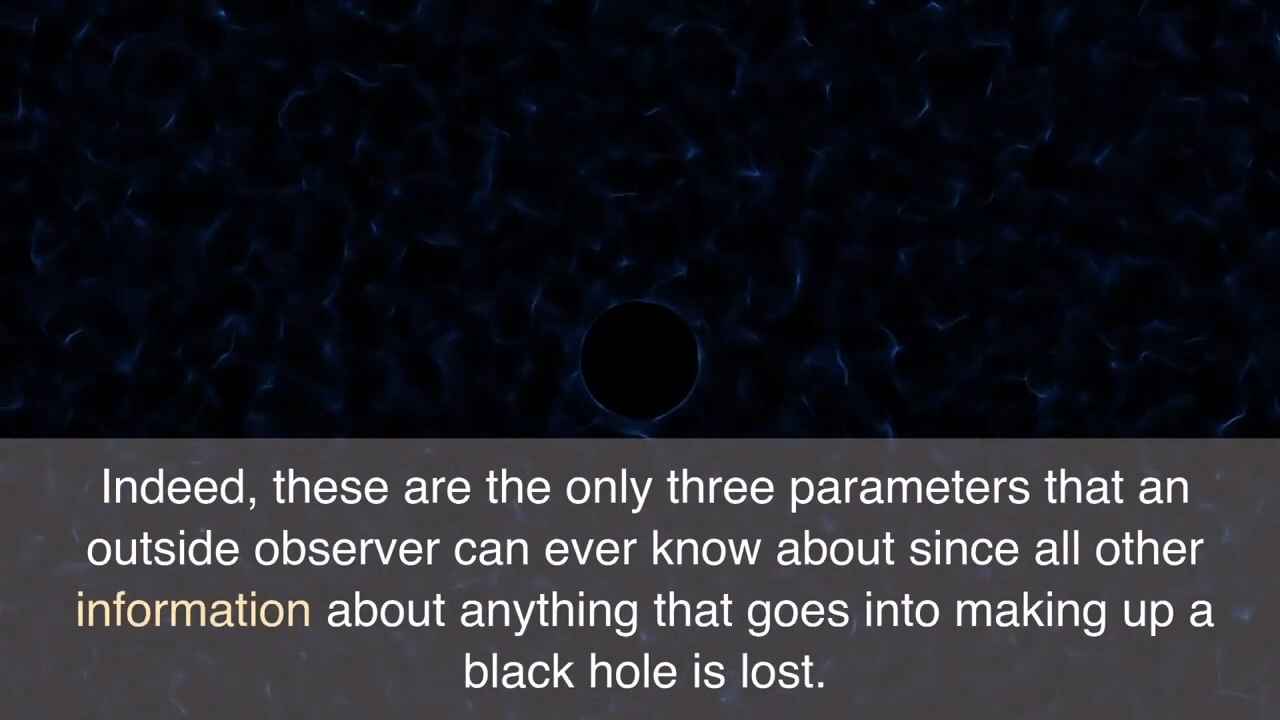 Indeed, these are the only three parameters that an
outside observer can ever know about since all other
information about anything that goes into making up a
black hole is lost.